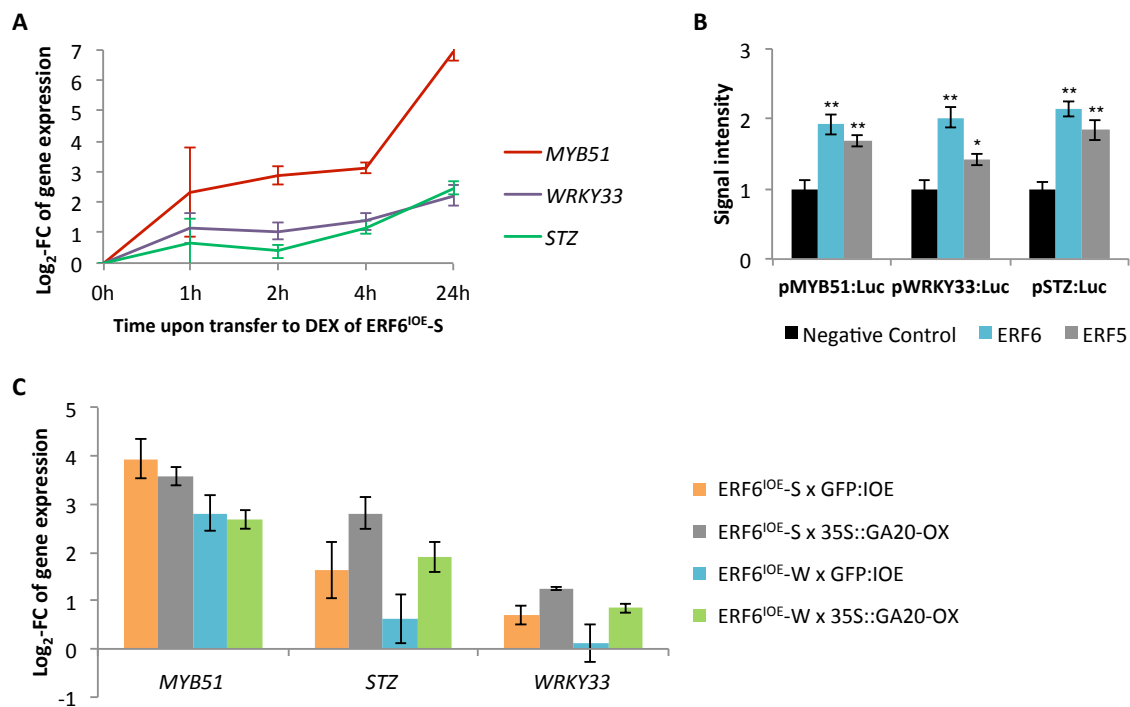 A
Log2-FC of gene expression
7
6
5
4
3
2
1
0
0h 1h 2h 4h 24h
Time upon transfer to DEX of ERF6IOE-S
MYB51
WRKY33
STZ
B
Signal intensity
3
2
1
0
** ** ** * ** **
pMYB51:Luc pWRKY33:Luc pSTZ:Luc
Negative Control ERF6 ERF5
C
Log2-FC of gene expression
5
4
3
2
1
0
-1
MYB51 STZ WRKY33
ERF6IOE-S x GFP:IOE
ERF6IOE-S x 35S::GA20-OX
ERF6IOE-W x GFP:IOE
ERF6IOE-W x 35S::GA20-OX